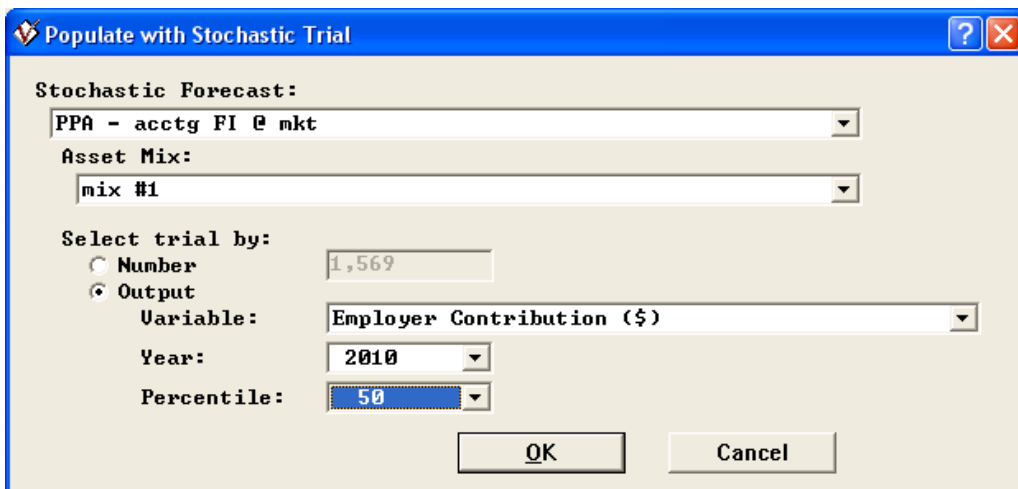 Populate with Stochastic Trial
Stochastic Forecast:
PPA - acctg FI @ mkt
Asset Mix:
mix #1
Select trial by:
Number 1,569
Output
Variable: Employer Contribution ($)
Year: 2010
Percentile: 50
OK Cancel